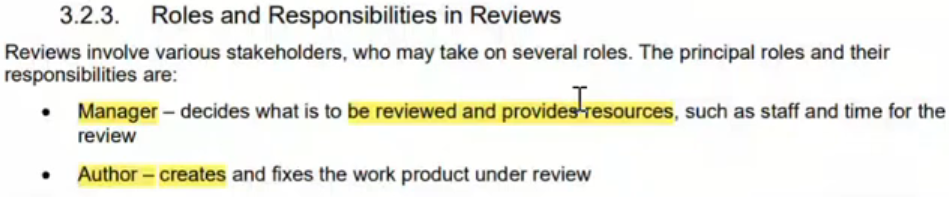 3.2.3. Roles and Responsibilities in Reviews
Reviews involve various stakeholders, who may take on several roles. The principal roles and their
responsibilities are:
• Manager – decides what is to be reviewed and provides resources, such as staff and time for the
review
• Author – creates and fixes the work product under review